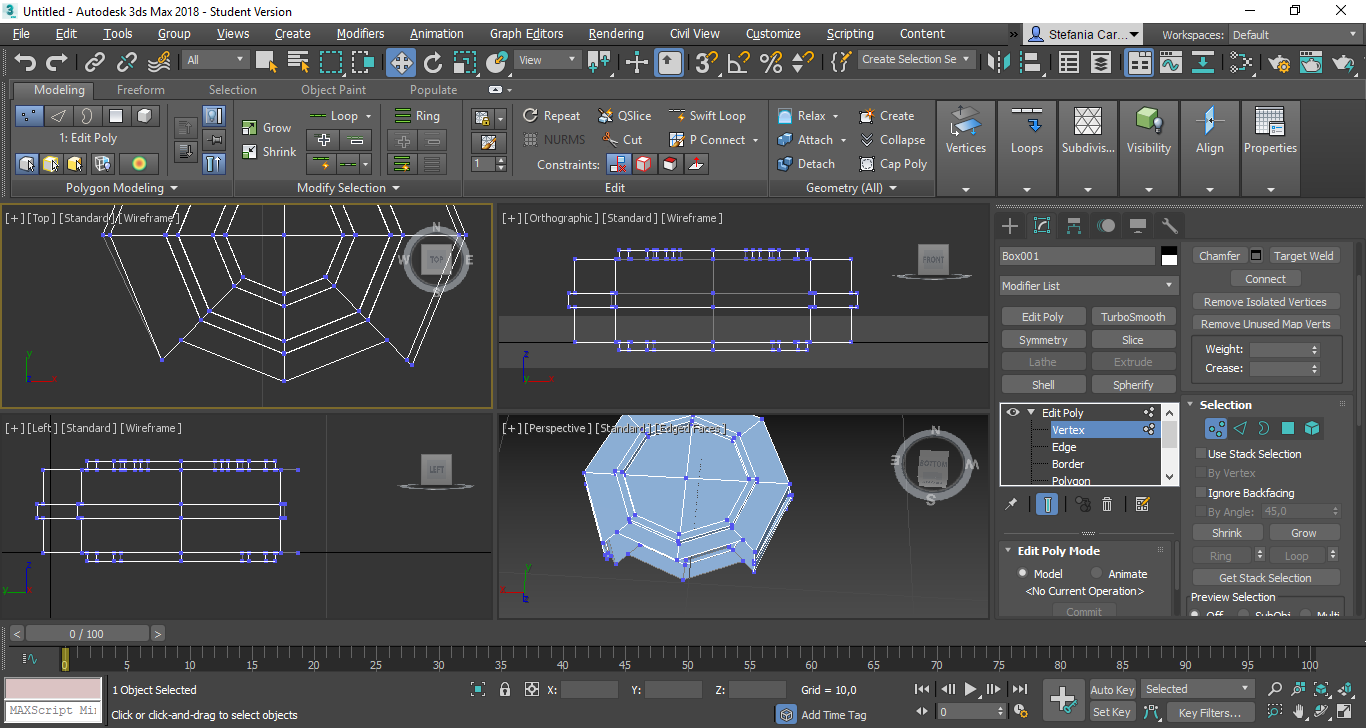 Untitled - Autodesk 3ds Max 2018 - Student Version
File Edit Tools Group Views Create Modifiers Animation Graph Editors Rendering Civil View Customize Scripting Content » Stefania Car... Workspaces: Default
All View Create Selection Se
Modeling Freeform Selection Object Paint Populate
1: Edit Poly
Polygon Modeling
Grow
Shrink
Loop
Modify Selection
Ring
1
Repeat QSlice Swift Loop
NURMS Cut P Connect
Constraints:
Edit
Relax Create
Attach Collapse
Detach Cap Poly
Geometry (All)
Vertices Loops Subdivis... Visibility Align Properties
[+] [Top] [Standard] [Wireframe]
N
W TOP E
S
[+] [Orthographic] [Standard] [Wireframe]
FRONT
[+] [Left] [Standard] [Wireframe]
LEFT
[+] [Perspective] [Standard] [Edged Faces]
N
E BOTTOM W
S
Box001
Modifier List
Edit Poly TurboSmooth
Symmetry Slice
Lathe Extrude
Shell Spherify
Edit Poly
Vertex
Edge
Border
Polygon
Edit Poly Mode
Model Animate
<No Current Operation>
Commit
Chamfer Target Weld
Connect
Remove Isolated Vertices
Remove Unused Map Verts
Weight:
Crease:
Selection
Use Stack Selection
By Vertex
Ignore Backfacing
By Angle: 45,0
Shrink Grow
Ring Loop
Get Stack Selection
Preview Selection
Off SubObj Multi
< 0 / 100 >
0 5 10 15 20 25 30 35 40 45 50 55 60 65 70 75 80 85 90 95 100
MAXScript Mi
1 Object Selected
Click or click-and-drag to select objects
X: Y: Z: Grid = 10,0
Add Time Tag
0
Auto Key Selected
Set Key Key Filters...